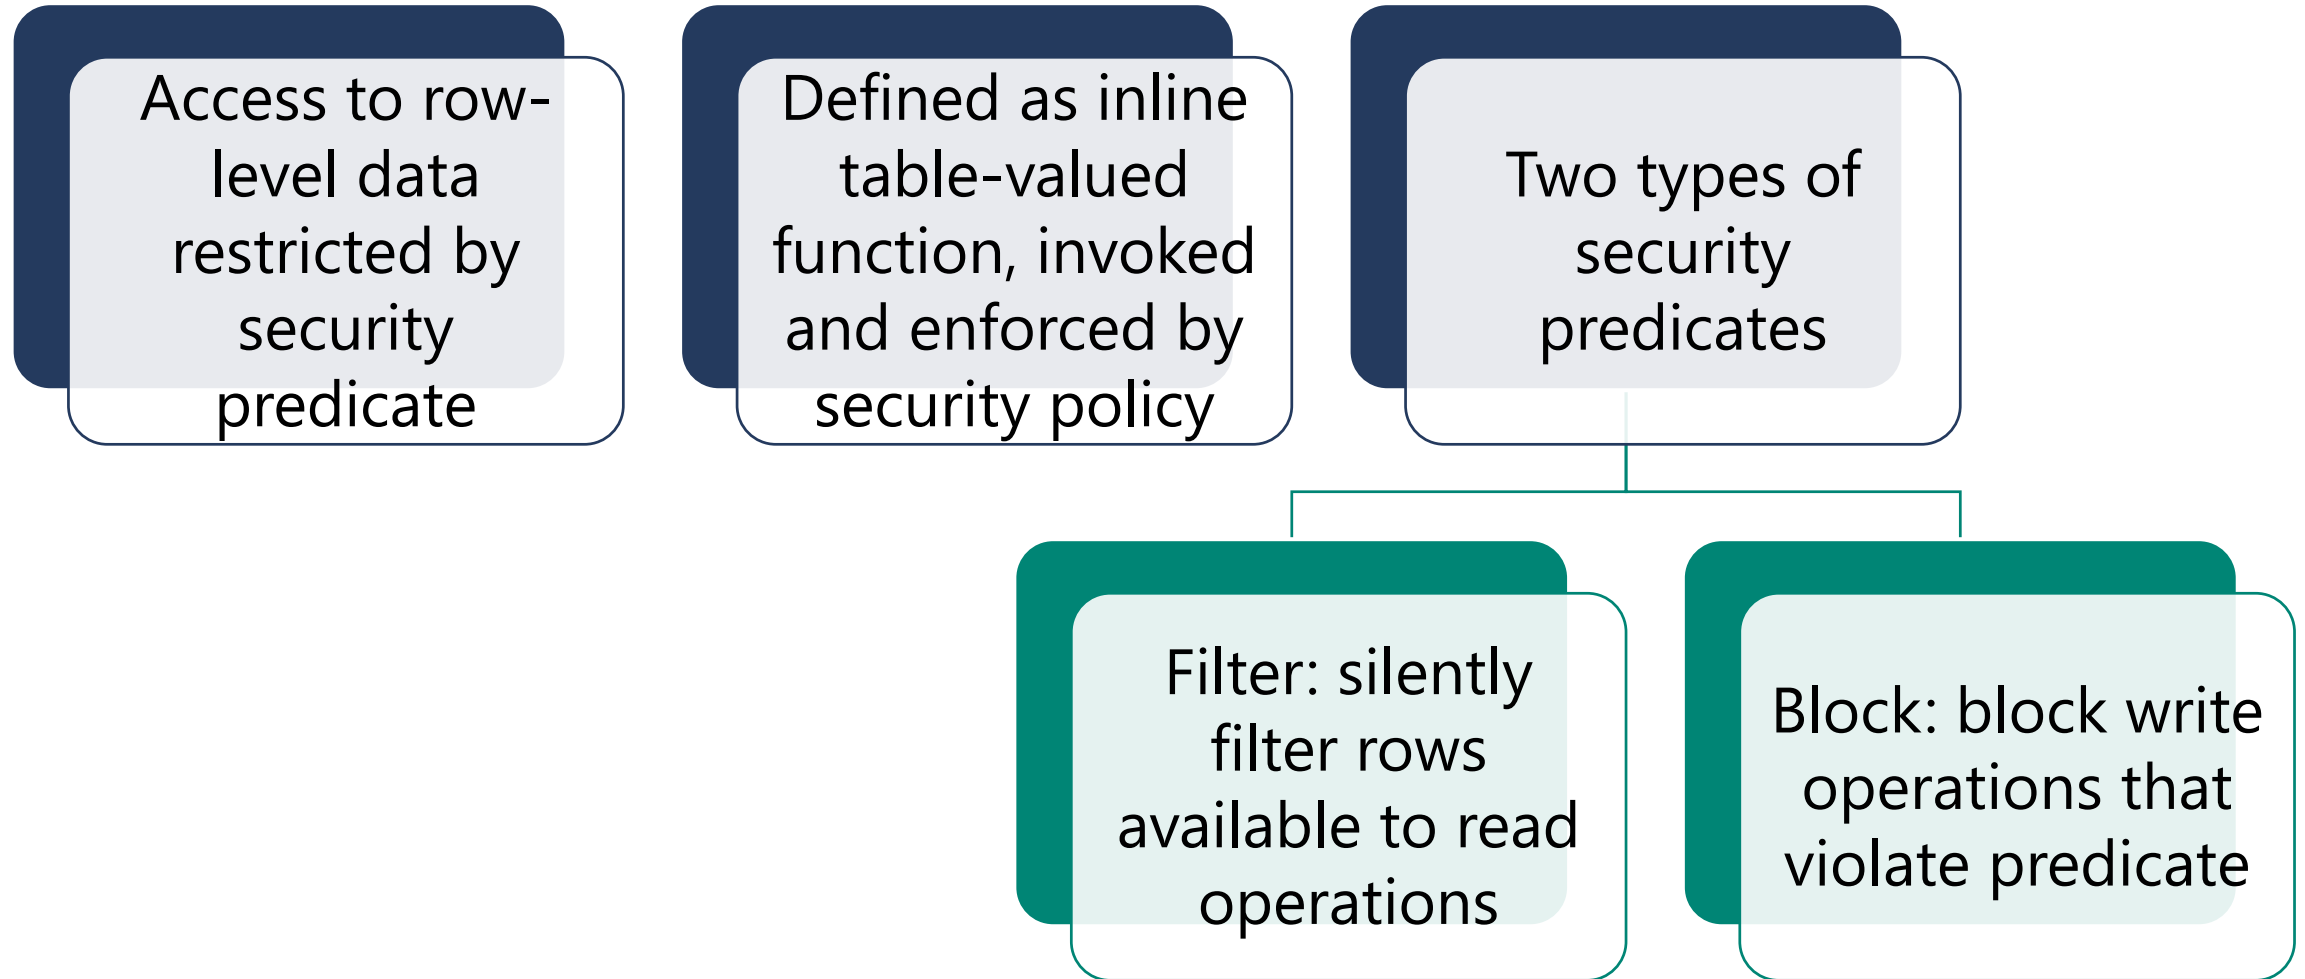 Access to row-
level data
restricted by
security
predicate
Defined as inline
table-valued
function, invoked
and enforced by
security policy
Two types of
security
predicates
Filter: silently
filter rows
available to read
operations
Block: block write
operations that
violate predicate